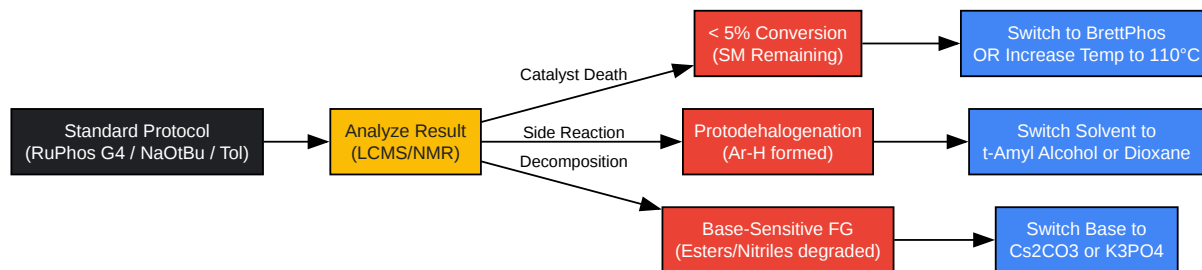 Standard Protocol
(RuPhos G4 / NaOtBu / Tol)
Analyze Result
(LCMS/NMR)
Catalyst Death
< 5% Conversion
(SM Remaining)
Switch to BrettPhos
OR Increase Temp to 110°C
Side Reaction
Protodehalogenation
(Ar-H formed)
Switch Solvent to
t-Amyl Alcohol or Dioxane
Decomposition
Base-Sensitive FG
(Esters/Nitriles degraded)
Switch Base to
Cs2CO3 or K3PO4